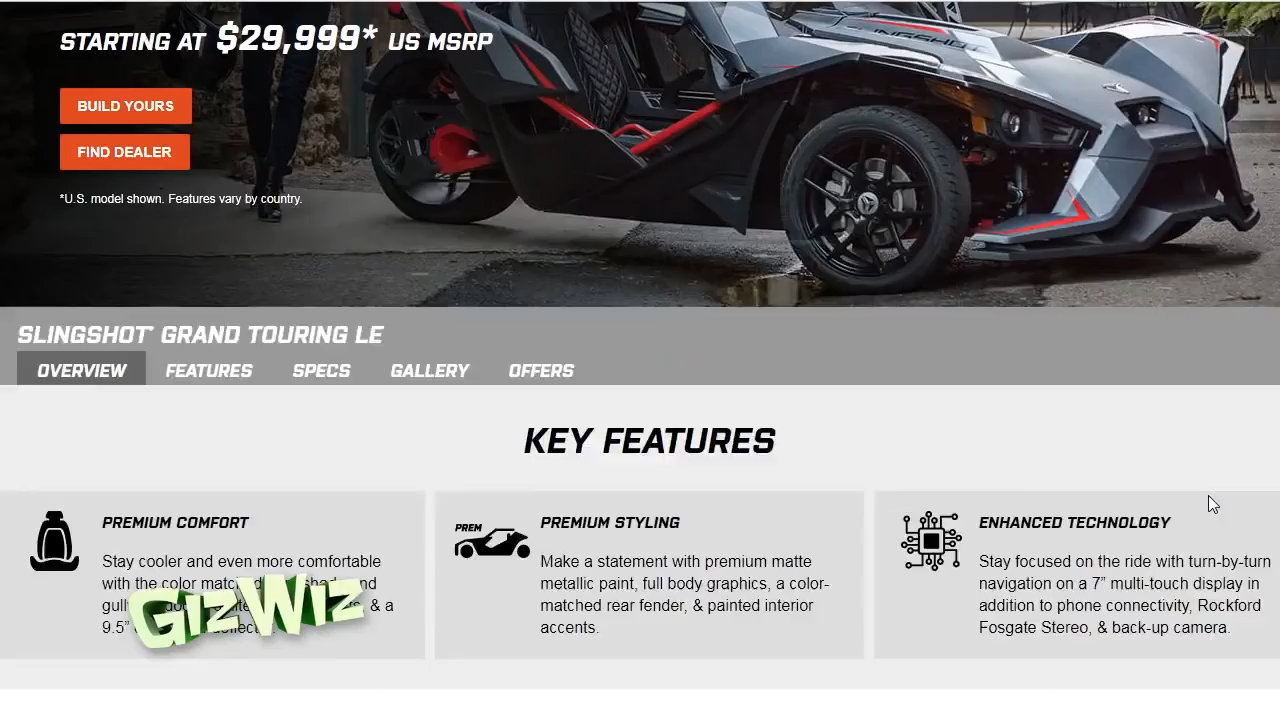 STARTING AT $29,999* US MSRP
BUILD YOURS
FIND DEALER
*U.S. model shown. Features vary by country.
SLINGSHOT
SLINGSHOT GRAND TOURING LE
OVERVIEW FEATURES SPECS GALLERY OFFERS
KEY FEATURES
PREMIUM COMFORT
Stay cooler and even more comfortable
with the color
& a
9.5”
GizWiz
PREM
PREMIUM STYLING
Make a statement with premium matte
metallic paint, full body graphics, a color-
matched rear fender, & painted interior
accents.
ENHANCED TECHNOLOGY
Stay focused on the ride with turn-by-turn
navigation on a 7” multi-touch display in
addition to phone connectivity, Rockford
Fosgate Stereo, & back-up camera.